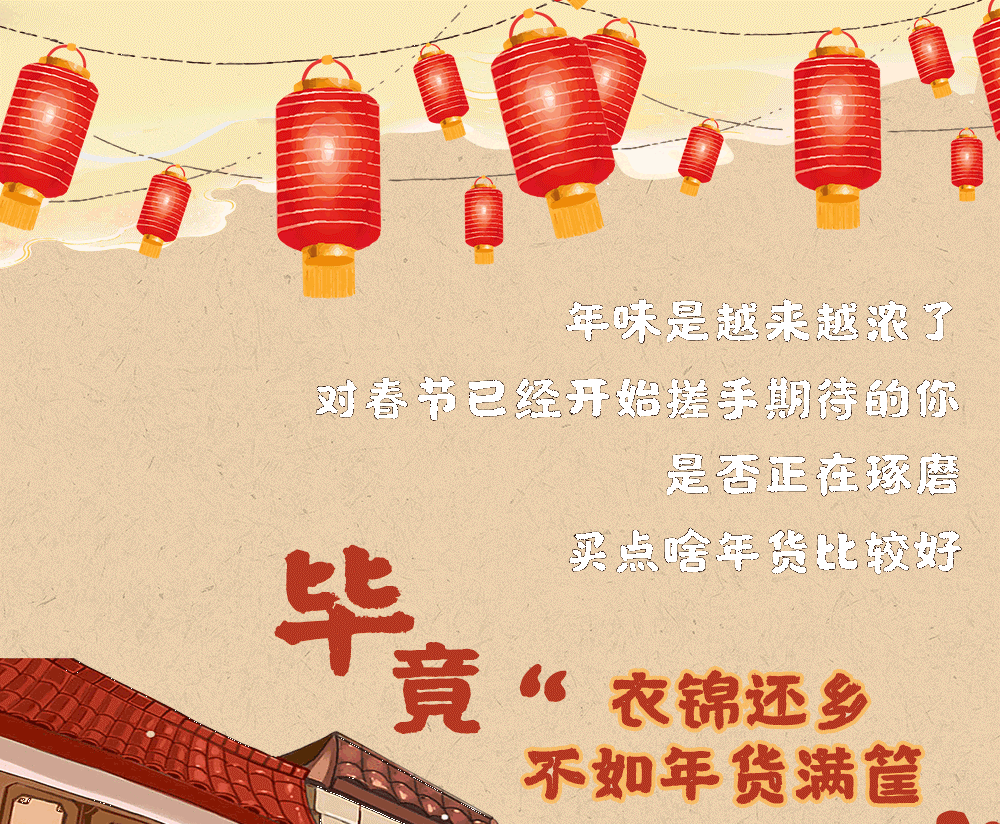 年味是越来越浓了
对春节已经开始搓手期待的你
是否正在琢磨
买点啥年货比较好
毕竟“衣锦还乡
不如年货满筐